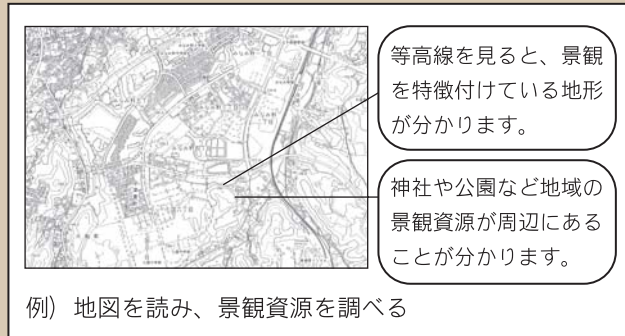 等高線を見ると、景観
を特徴付けている地形
が分かります。
神社や公園など地域の
景観資源が周辺にある
ことが分かります。
例）地図を読み、景観資源を調べる